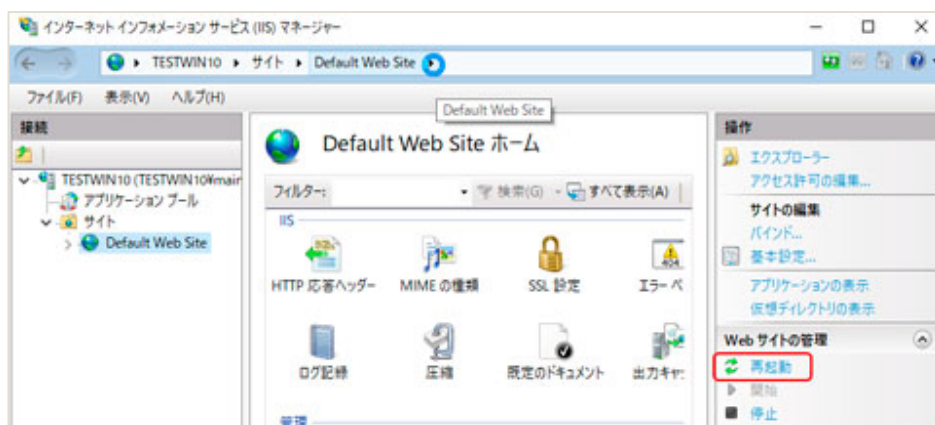 インターネット インフォメーション サービス (IIS) マネージャー
TESTWIN10 サイト Default Web Site
ファイル(F) 表示(V) ヘルプ(H)
Default Web Site
接続
TESTWIN10 (TESTWIN10¥main
アプリケーション プール
サイト
Default Web Site
Default Web Site ホーム
フィルター: 検索(G) すべて表示(A)
IIS
HTTP 応答ヘッダー MIME の種類 SSL 設定 エラー ペ
ログ記録 圧縮 既定のドキュメント 出力キャ
管理
操作
エクスプローラー
アクセス許可の編集...
サイトの編集
バインド...
基本設定...
アプリケーションの表示
仮想ディレクトリの表示
Web サイトの管理
再起動
開始
停止